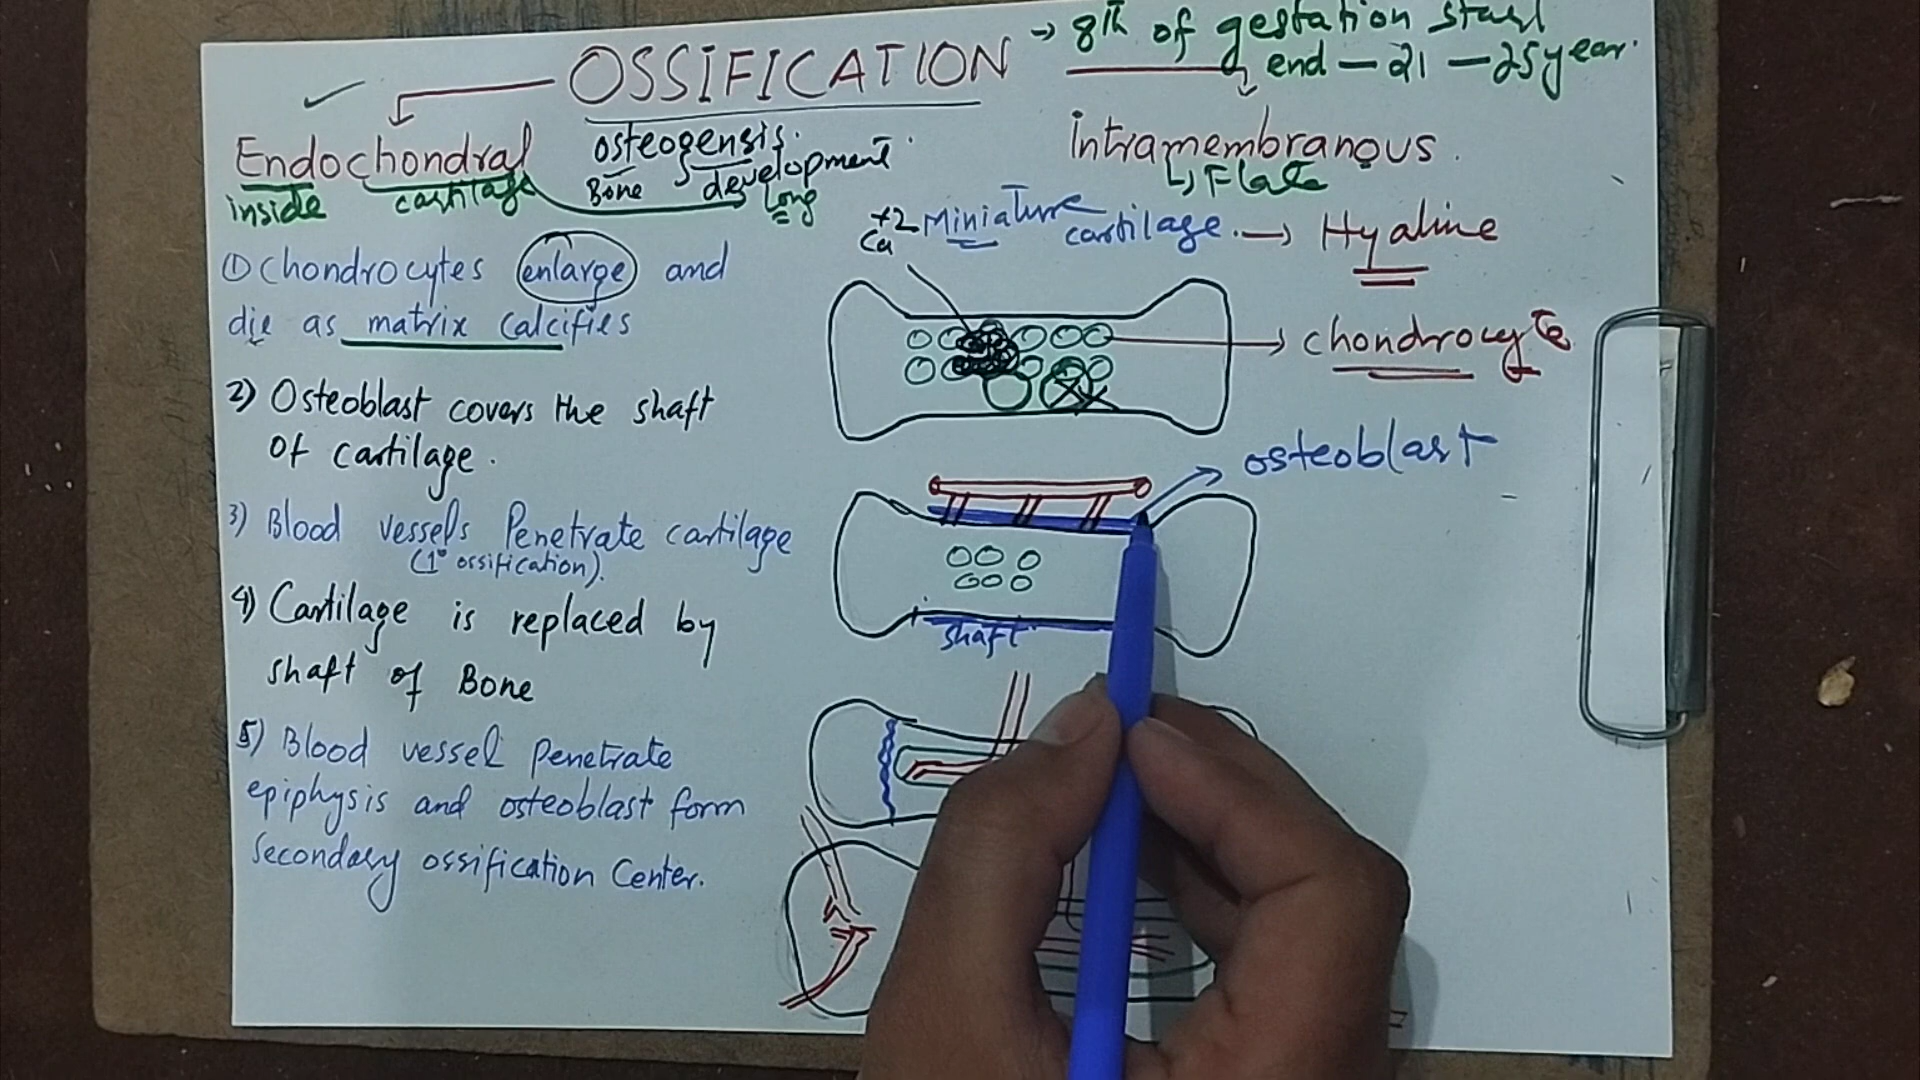 OSSIFICATION
→ 8th of gestation start
end — 21 — 25 year.
Endochondral
inside cartilage
osteogensis.
Bone development
long
Intramembranous.
↳ Flate
Ca+2
Miniature cartilage. → Hyaline
① Chondrocytes enlarge and
die as matrix calcifies
chondrocyte
2) Osteoblast covers the shaft
of cartilage.
osteoblast
3) Blood vessels Penetrate cartilage
(1° ossification).
shaft
4) Cartilage is replaced by
shaft of Bone
5) Blood vessel penetrate
epiphysis and osteoblast form
Secondary ossification Center.